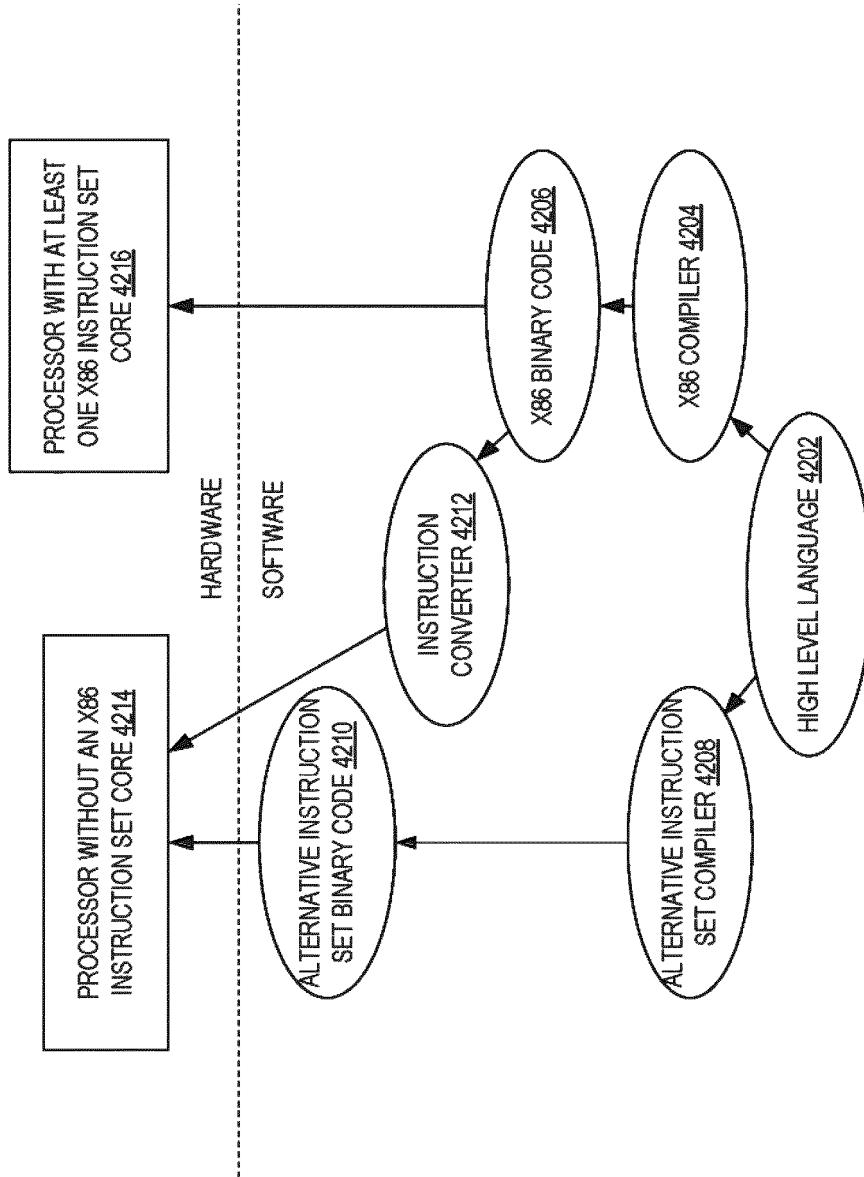 PROCESSOR WITHOUT AN X86
INSTRUCTION SET CORE 4214
PROCESSOR WITH AT LEAST
ONE X86 INSTRUCTION SET
CORE 4216
HARDWARE
SOFTWARE
ALTERNATIVE INSTRUCTION
SET BINARY CODE 4210
INSTRUCTION
CONVERTER 4212
X86 BINARY CODE 4206
ALTERNATIVE INSTRUCTION
SET COMPILER 4208
X86 COMPILER 4204
HIGH LEVEL LANGUAGE 4202